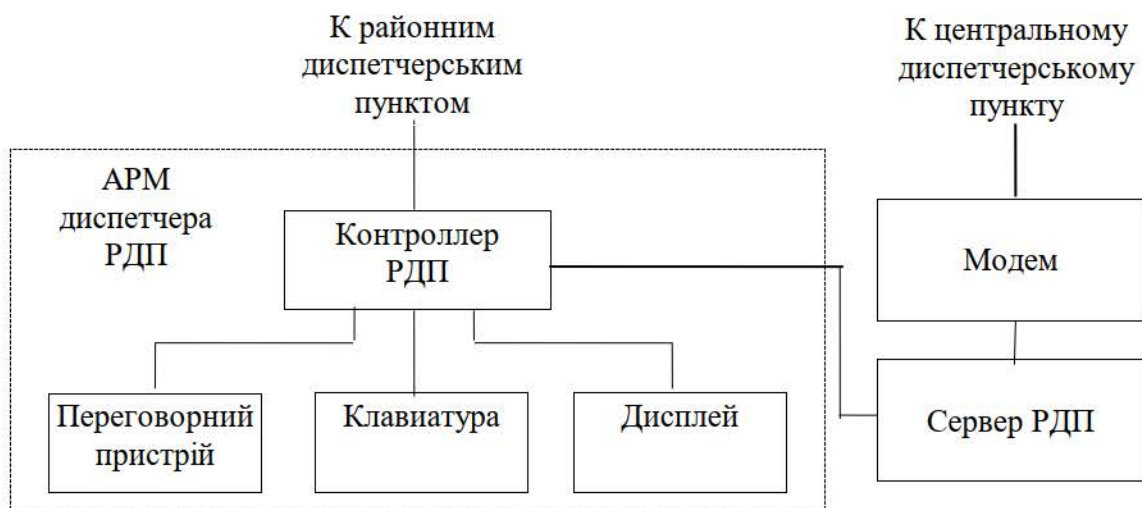 К районним
диспетчерським
пунктом
К центральному
диспетчерському
пункту
АРМ
диспетчера
РДП
Контроллер
РДП
Модем
Переговорний
пристрій
Клавиатура
Дисплей
Сервер РДП